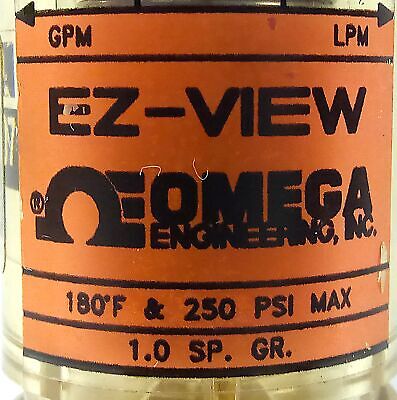 GPM LPM
EZ-VIEW
® OMEGA
ENGINEERING, INC.
180°F & 250 PSI MAX
1.0 SP. GR.